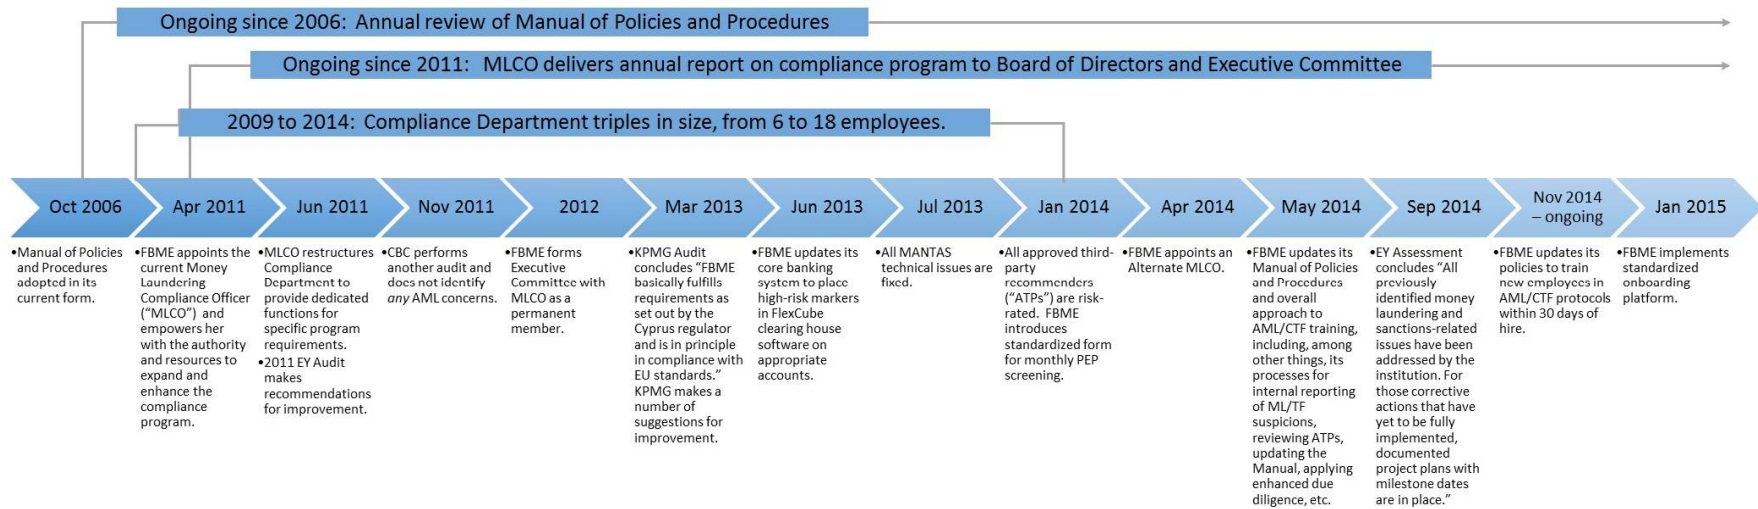 Ongoing since 2006: Annual review of Manual of Policies and Procedures
Ongoing since 2011: MLCO delivers annual report on compliance program to Board of Directors and Executive Committee
2009 to 2014: Compliance Department triples in size, from 6 to 18 employees.
Oct 2006
•Manual of Policies
and Procedures
adopted in its
current form.
Apr 2011
•FBME appoints the
current Money
Laundering
Compliance Officer
(“MLCO”) and
empowers her
with the authority
and resources to
expand and
enhance the
compliance
program.
Jun 2011
•MLCO restructures
Compliance
Department to
provide dedicated
functions for
specific program
requirements.
•2011 EY Audit
makes
recommendations
for improvement.
Nov 2011
•CBC performs
another audit and
does not identify
any AML concerns.
2012
•FBME forms
Executive
Committee with
MLCO as a
permanent
member.
Mar 2013
•KPMG Audit
concludes “FBME
basically fulfills
requirements as
set out by the
Cyprus regulator
and is in principle
in compliance with
EU standards.”
KPMG makes a
number of
suggestions for
improvement.
Jun 2013
•FBME updates its
core banking
system to place
high-risk markers
in FlexCube
clearing house
software on
appropriate
accounts.
Jul 2013
•All MANTAS
technical issues are
fixed.
Jan 2014
•All approved third-
party
recommenders
(“ATPs”) are risk-
rated. FBME
introduces
standardized form
for monthly PEP
screening.
Apr 2014
•FBME appoints an
Alternate MLCO.
May 2014
•FBME updates its
Manual of Policies
and Procedures
and overall
approach to
AML/CTF training,
including, among
other things, its
processes for
internal reporting
of ML/TF
suspicions,
reviewing ATPs,
updating the
Manual, applying
enhanced due
diligence, etc.
Sep 2014
•EY Assessment
concludes “All
previously
identified money
laundering and
sanctions-related
issues have been
addressed by the
institution. For
those corrective
actions that have
yet to be fully
implemented,
documented
project plans with
milestone dates
are in place.”
Nov 2014
– ongoing
•FBME updates its
policies to train
new employees in
AML/CTF protocols
within 30 days of
hire.
Jan 2015
•FBME implements
standardized
onboarding
platform.